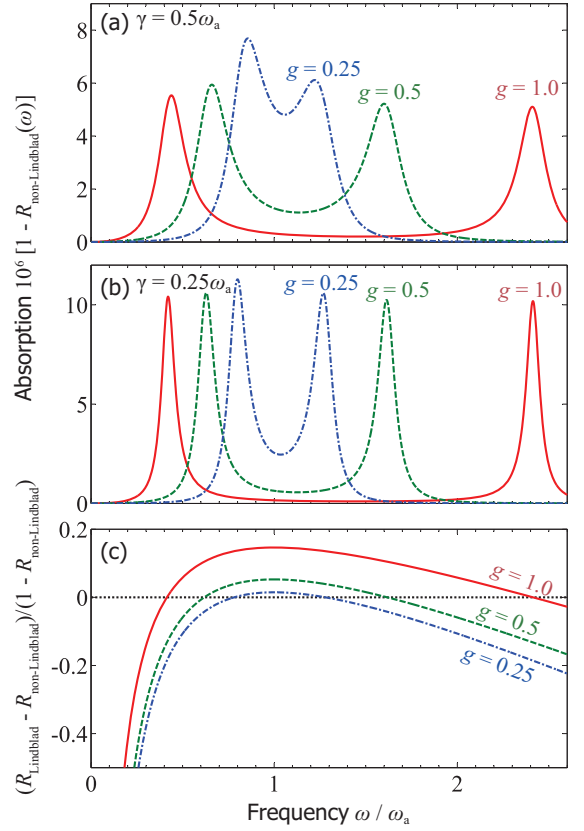 Absorption 10⁶ [1 - R_non-Lindblad(ω)]
(a) γ = 0.5ω_a
8
6
4
2
0
g = 0.25
g = 0.5
g = 1.0
(b) γ = 0.25ω_a
10
5
0
g = 0.25
g = 0.5
g = 1.0
(R_Lindblad - R_non-Lindblad)/(1 - R_non-Lindblad)
(c)
0.2
0
-0.2
-0.4
g = 1.0
g = 0.5
g = 0.25
0 1 2
Frequency ω / ω_a